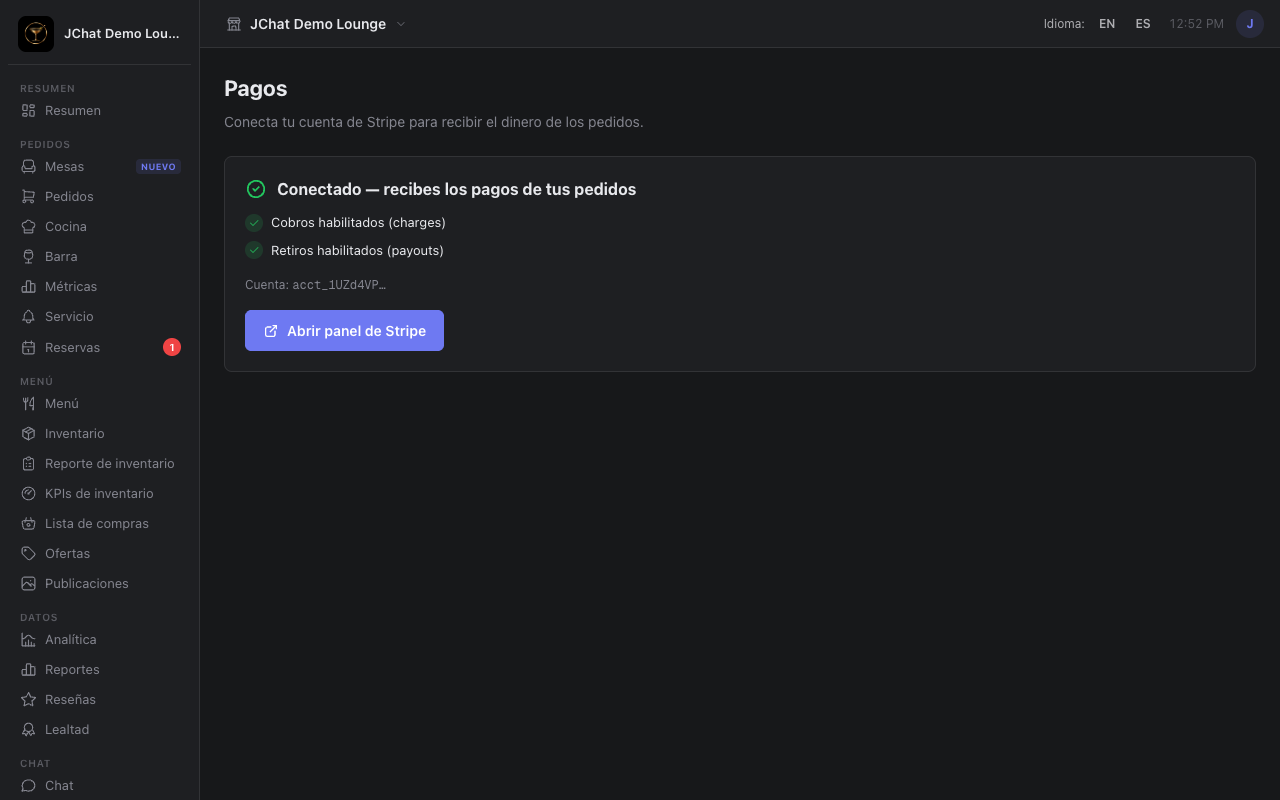 JChat Demo Lou...
RESUMEN
Resumen
PEDIDOS
Mesas NUEVO
Pedidos
Cocina
Barra
Métricas
Servicio
Reservas 1
MENÚ
Menú
Inventario
Reporte de inventario
KPIs de inventario
Lista de compras
Ofertas
Publicaciones
DATOS
Analítica
Reportes
Reseñas
Lealtad
CHAT
Chat
JChat Demo Lounge
Idioma: EN ES 12:52 PM J
Pagos
Conecta tu cuenta de Stripe para recibir el dinero de los pedidos.
Conectado — recibes los pagos de tus pedidos
Cobros habilitados (charges)
Retiros habilitados (payouts)
Cuenta: acct_1UZd4VP…
Abrir panel de Stripe